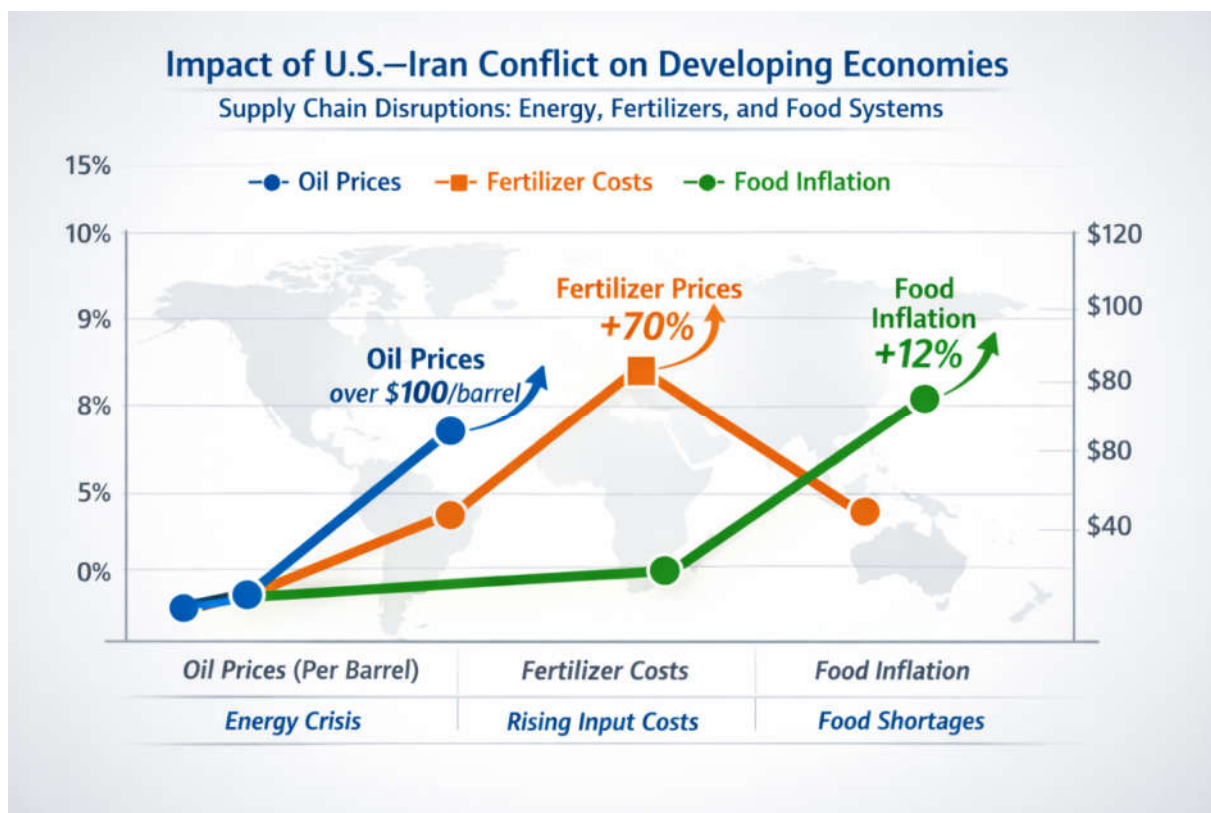 Impact of U.S.—Iran Conflict on Developing Economies
Supply Chain Disruptions: Energy, Fertilizers, and Food Systems
15%
Oil Prices Fertilizer Costs Food Inflation
10% $120
Fertilizer Prices
+70%
Food
Inflation
+12%
9% $100
Oil Prices
over $100/barrel
$80
8%
$80
5%
$40
0%
Oil Prices (Per Barrel) Fertilizer Costs Food Inflation
Energy Crisis Rising Input Costs Food Shortages